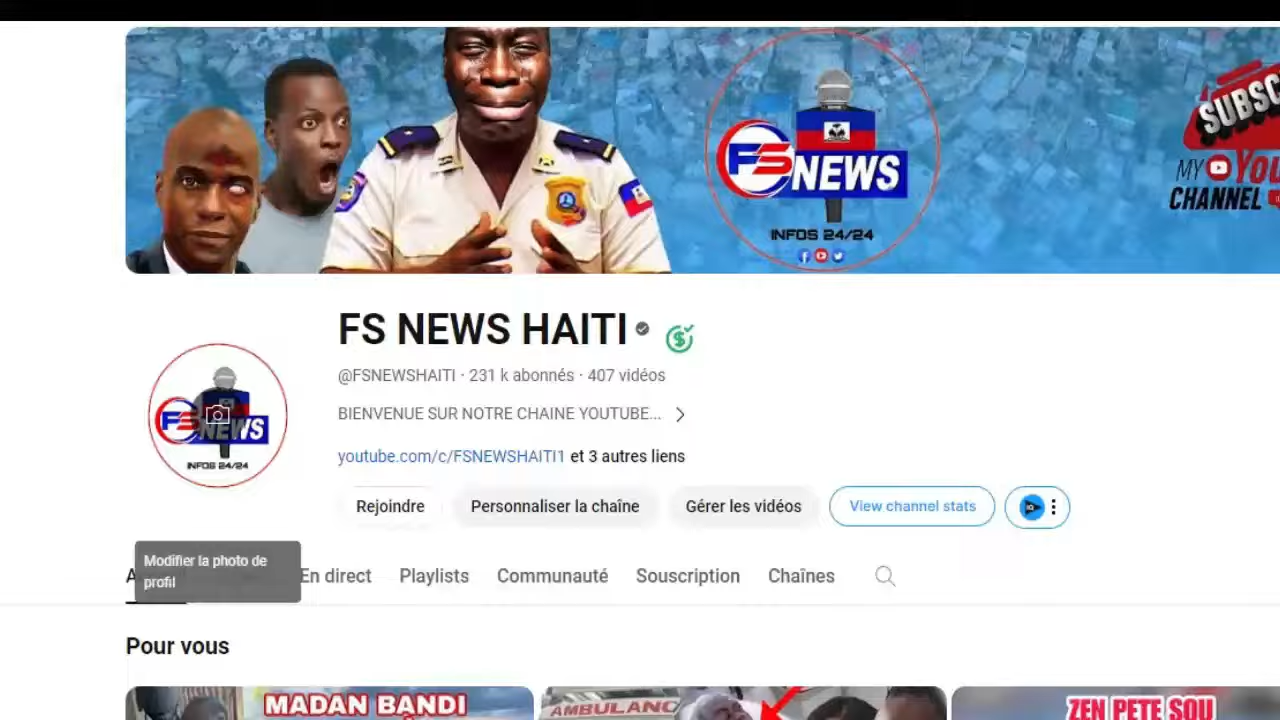 SUBSC
MY YOU
CHANNEL
FS NEWS
INFOS 24/24
FS NEWS HAITI
@FSNEWSHAITI · 231 k abonnés · 407 vidéos
BIENVENUE SUR NOTRE CHAINE YOUTUBE...
youtube.com/c/FSNEWSHAITI1 et 3 autres liens
FS NEWS
INFOS 24/24
Rejoindre
Personnaliser la chaîne
Gérer les vidéos
View channel stats
Modifier la photo de
profil
En direct
Playlists
Communauté
Souscription
Chaînes
Pour vous
MADAN BANDI
AMBULANC
ZEN PETE SOU